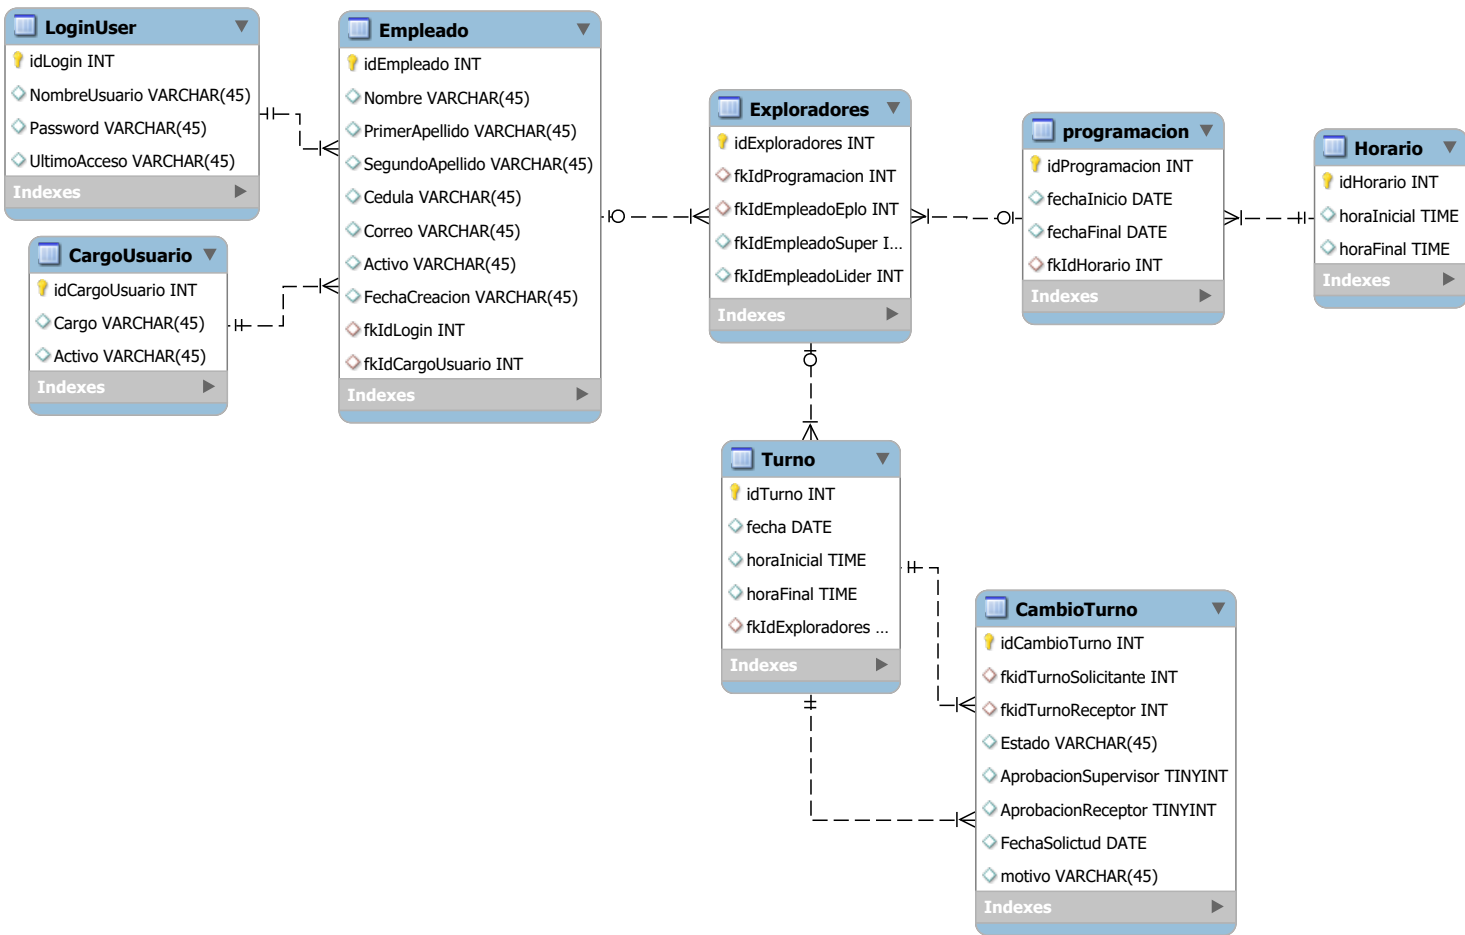 LoginUser
idLogin INT
NombreUsuario VARCHAR(45)
Password VARCHAR(45)
UltimoAcceso VARCHAR(45)
Indexes
CargoUsuario
idCargoUsuario INT
Cargo VARCHAR(45)
Activo VARCHAR(45)
Indexes
Empleado
idEmpleado INT
Nombre VARCHAR(45)
PrimerApellido VARCHAR(45)
SegundoApellido VARCHAR(45)
Cedula VARCHAR(45)
Correo VARCHAR(45)
Activo VARCHAR(45)
FechaCreacion VARCHAR(45)
fkIdLogin INT
fkIdCargoUsuario INT
Indexes
Exploradores
idExploradores INT
fkIdProgramacion INT
fkIdEmpleadoEplo INT
fkIdEmpleadoSuper I...
fkIdEmpleadoLider INT
Indexes
programacion
idProgramacion INT
fechaInicio DATE
fechaFinal DATE
fkIdHorario INT
Indexes
Horario
idHorario INT
horaInicial TIME
horaFinal TIME
Indexes
Turno
idTurno INT
fecha DATE
horaInicial TIME
horaFinal TIME
fkIdExploradores ...
Indexes
CambioTurno
idCambioTurno INT
fkidTurnoSolicitante INT
fkidTurnoReceptor INT
Estado VARCHAR(45)
AprobacionSupervisor TINYINT
AprobacionReceptor TINYINT
FechaSolictud DATE
motivo VARCHAR(45)
Indexes